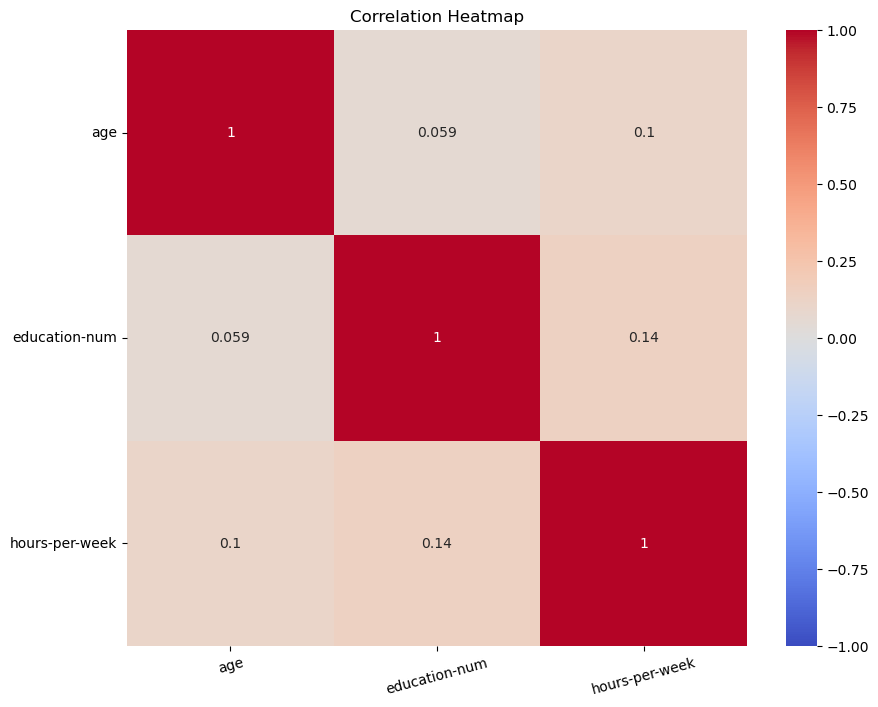 Correlation Heatmap
age
1
0.059
0.1
education-num
0.059
1
0.14
hours-per-week
0.1
0.14
1
age
education-num
hours-per-week
1.00
0.75
0.50
0.25
0.00
−0.25
−0.50
−0.75
−1.00